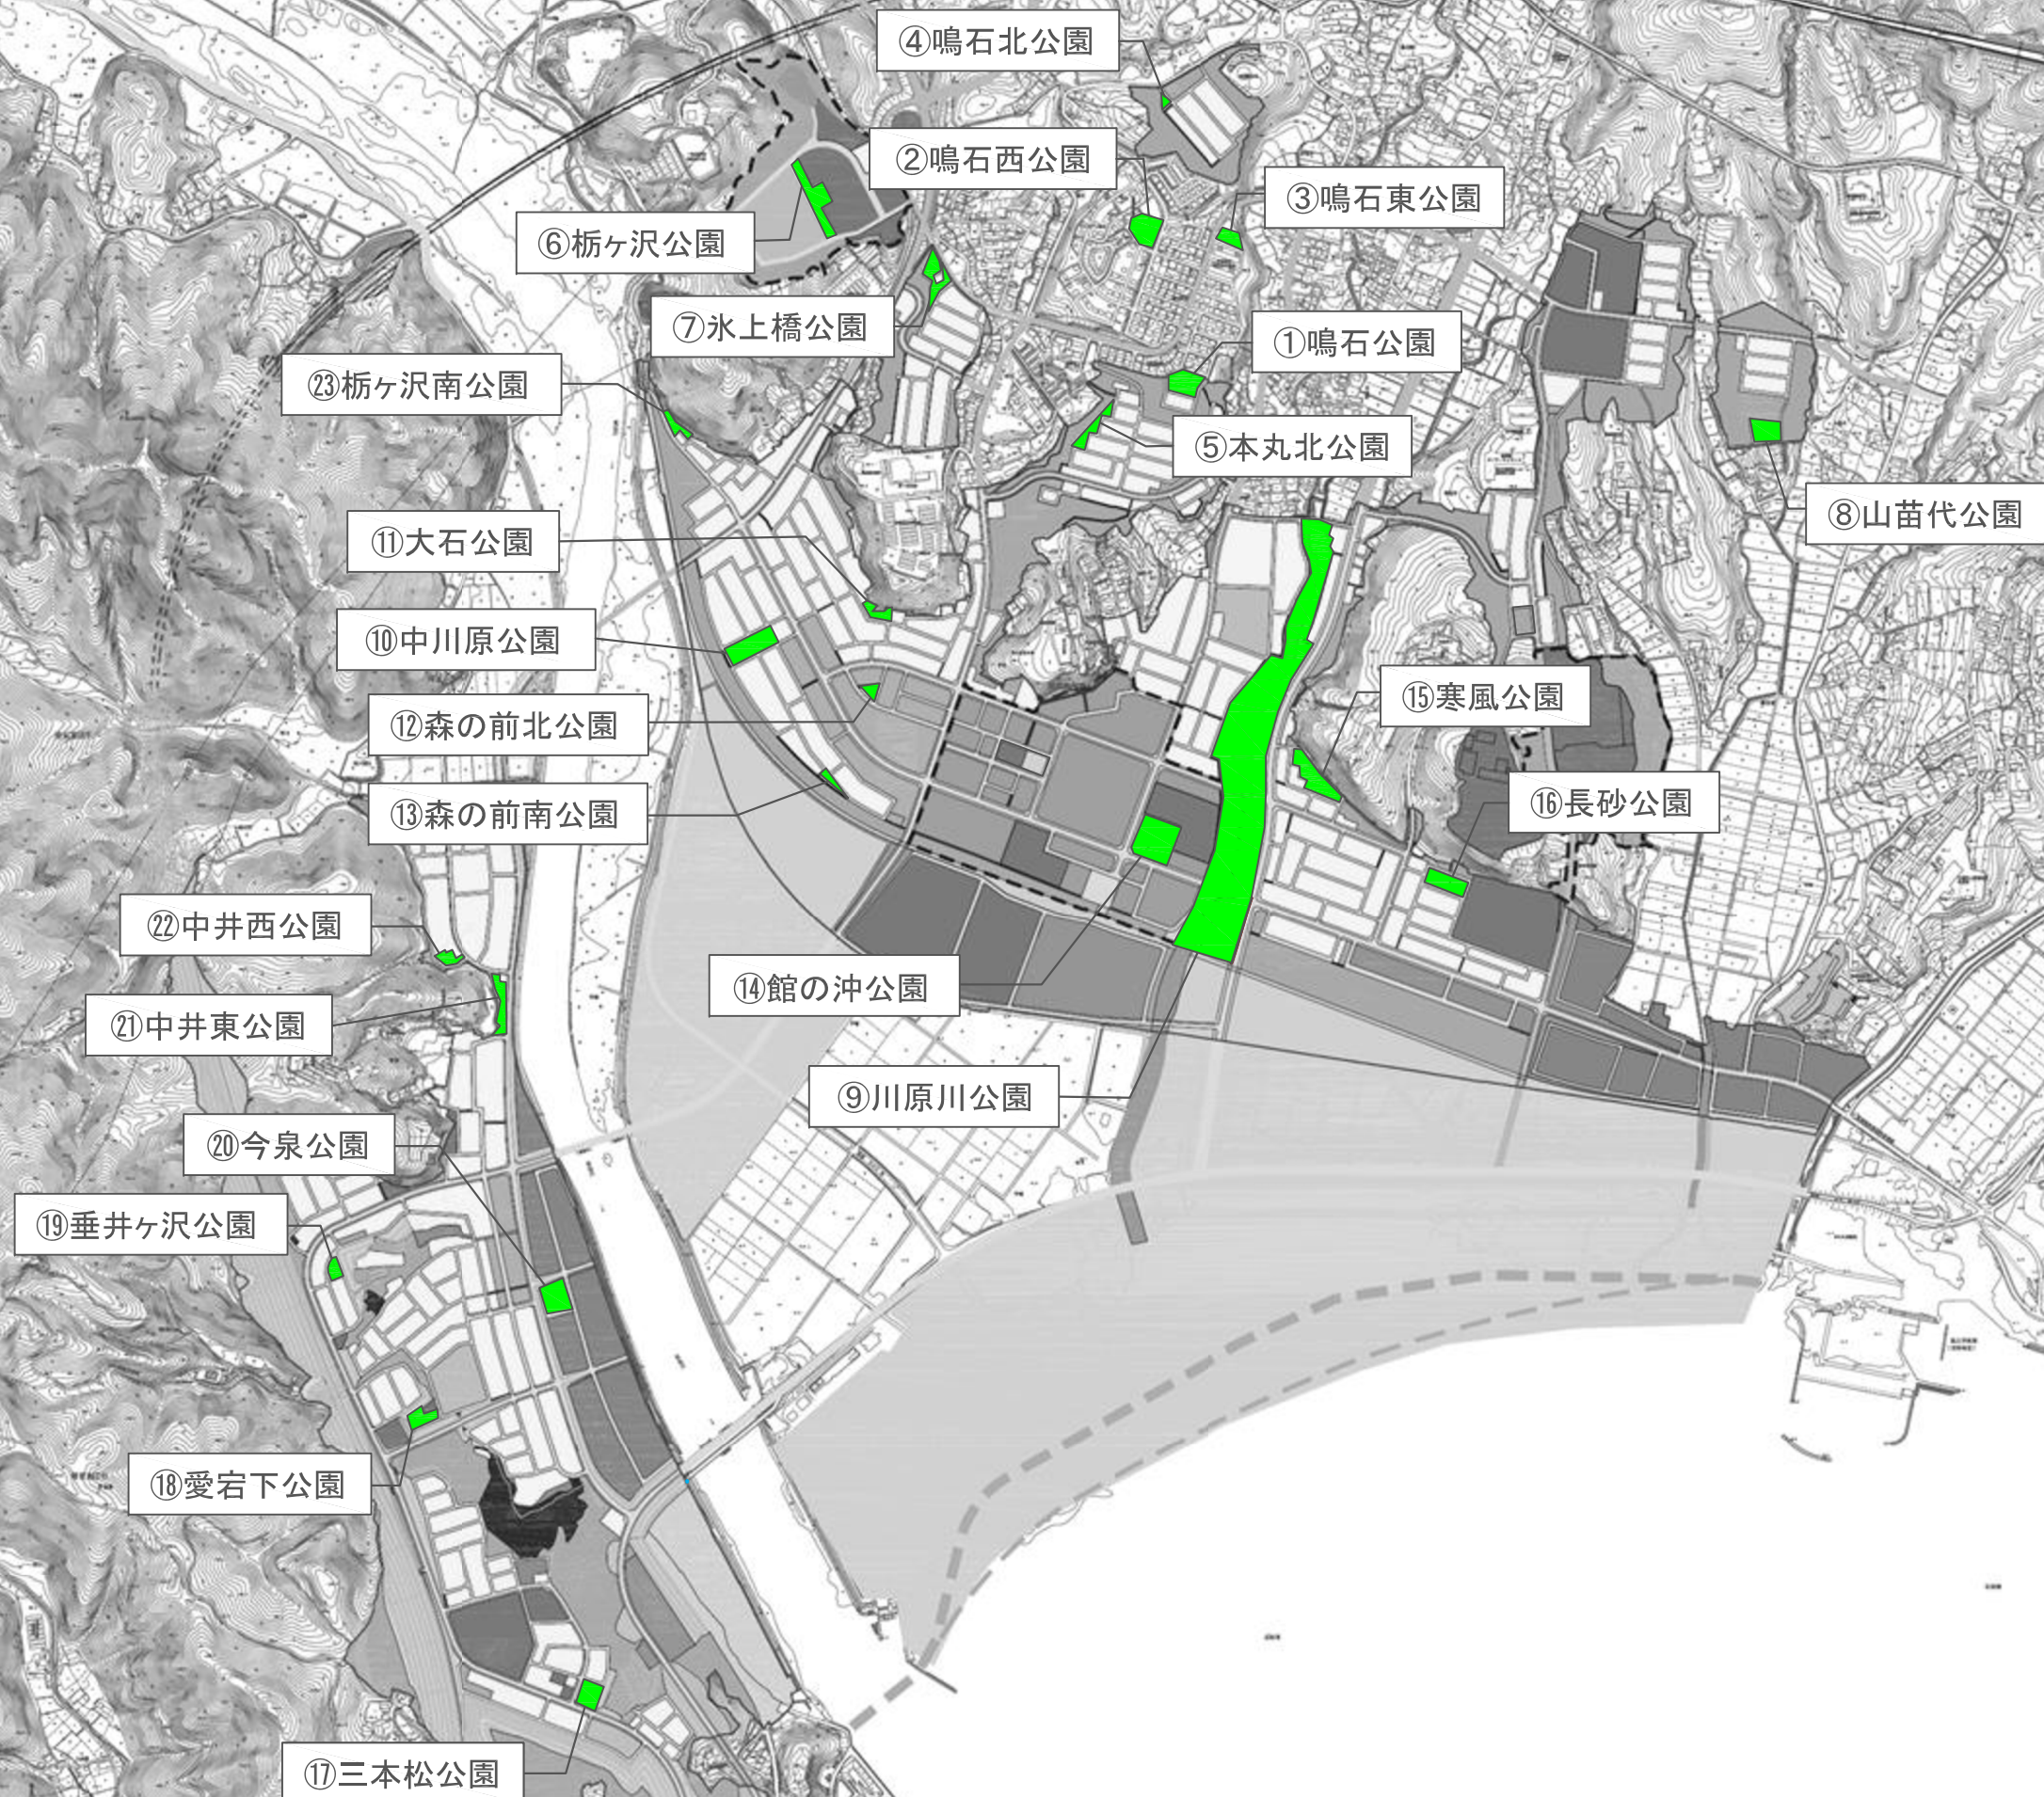 ④鳴石北公園
②鳴石西公園
③鳴石東公園
⑥栃ヶ沢公園
⑦氷上橋公園
①鳴石公園
㉓栃ヶ沢南公園
⑤本丸北公園
⑧山苗代公園
⑪大石公園
⑩中川原公園
⑮寒風公園
⑫森の前北公園
⑯長砂公園
⑬森の前南公園
㉒中井西公園
⑭館の沖公園
㉑中井東公園
⑨川原川公園
⑳今泉公園
⑲垂井ヶ沢公園
⑱愛宕下公園
⑰三本松公園